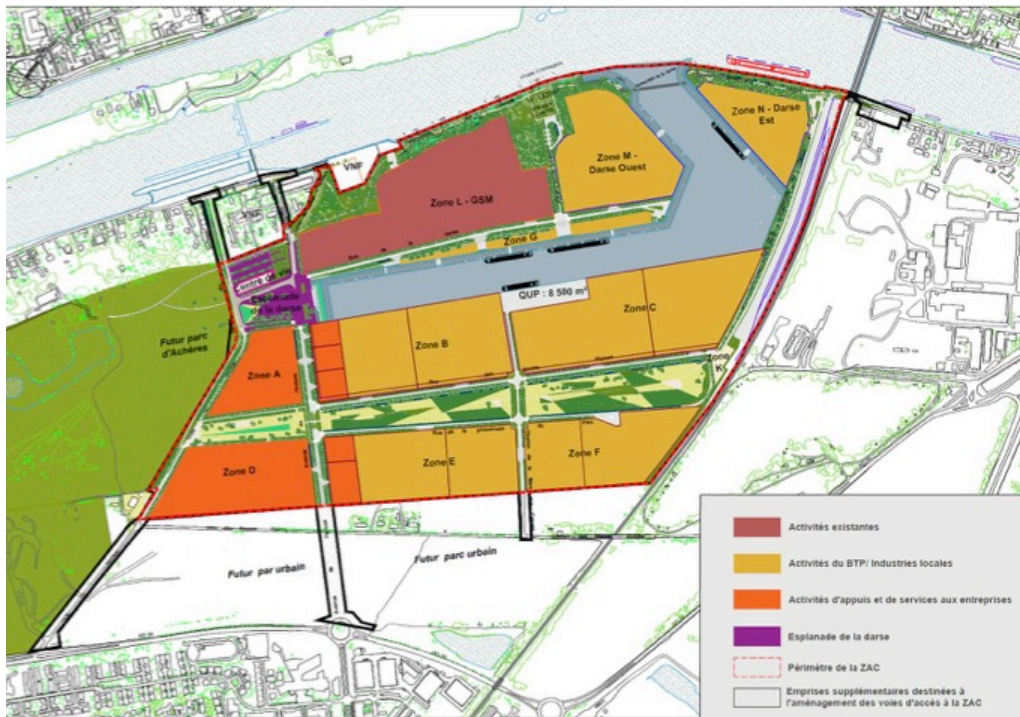 Zone N - Darse
Est
Zone M -
Darse Ouest
VNF
Zone L - GSM
VNF
Zone G
Esplanade
de la darse
QUP : 8 500 m²
Futur parc
d'Achères
Zone C
Zone B
Zone A
Zone
Zone E
Zone F
Zone D
Futur par urbain
Futur parc urbain
Activités existantes
Activités du BTP/ Industries locales
Activités d'appuis et de services aux entreprises
Esplanade de la darse
Périmètre de la ZAC
Emprises supplémentaires destinées à
l'aménagement des voies d'accès à la ZAC